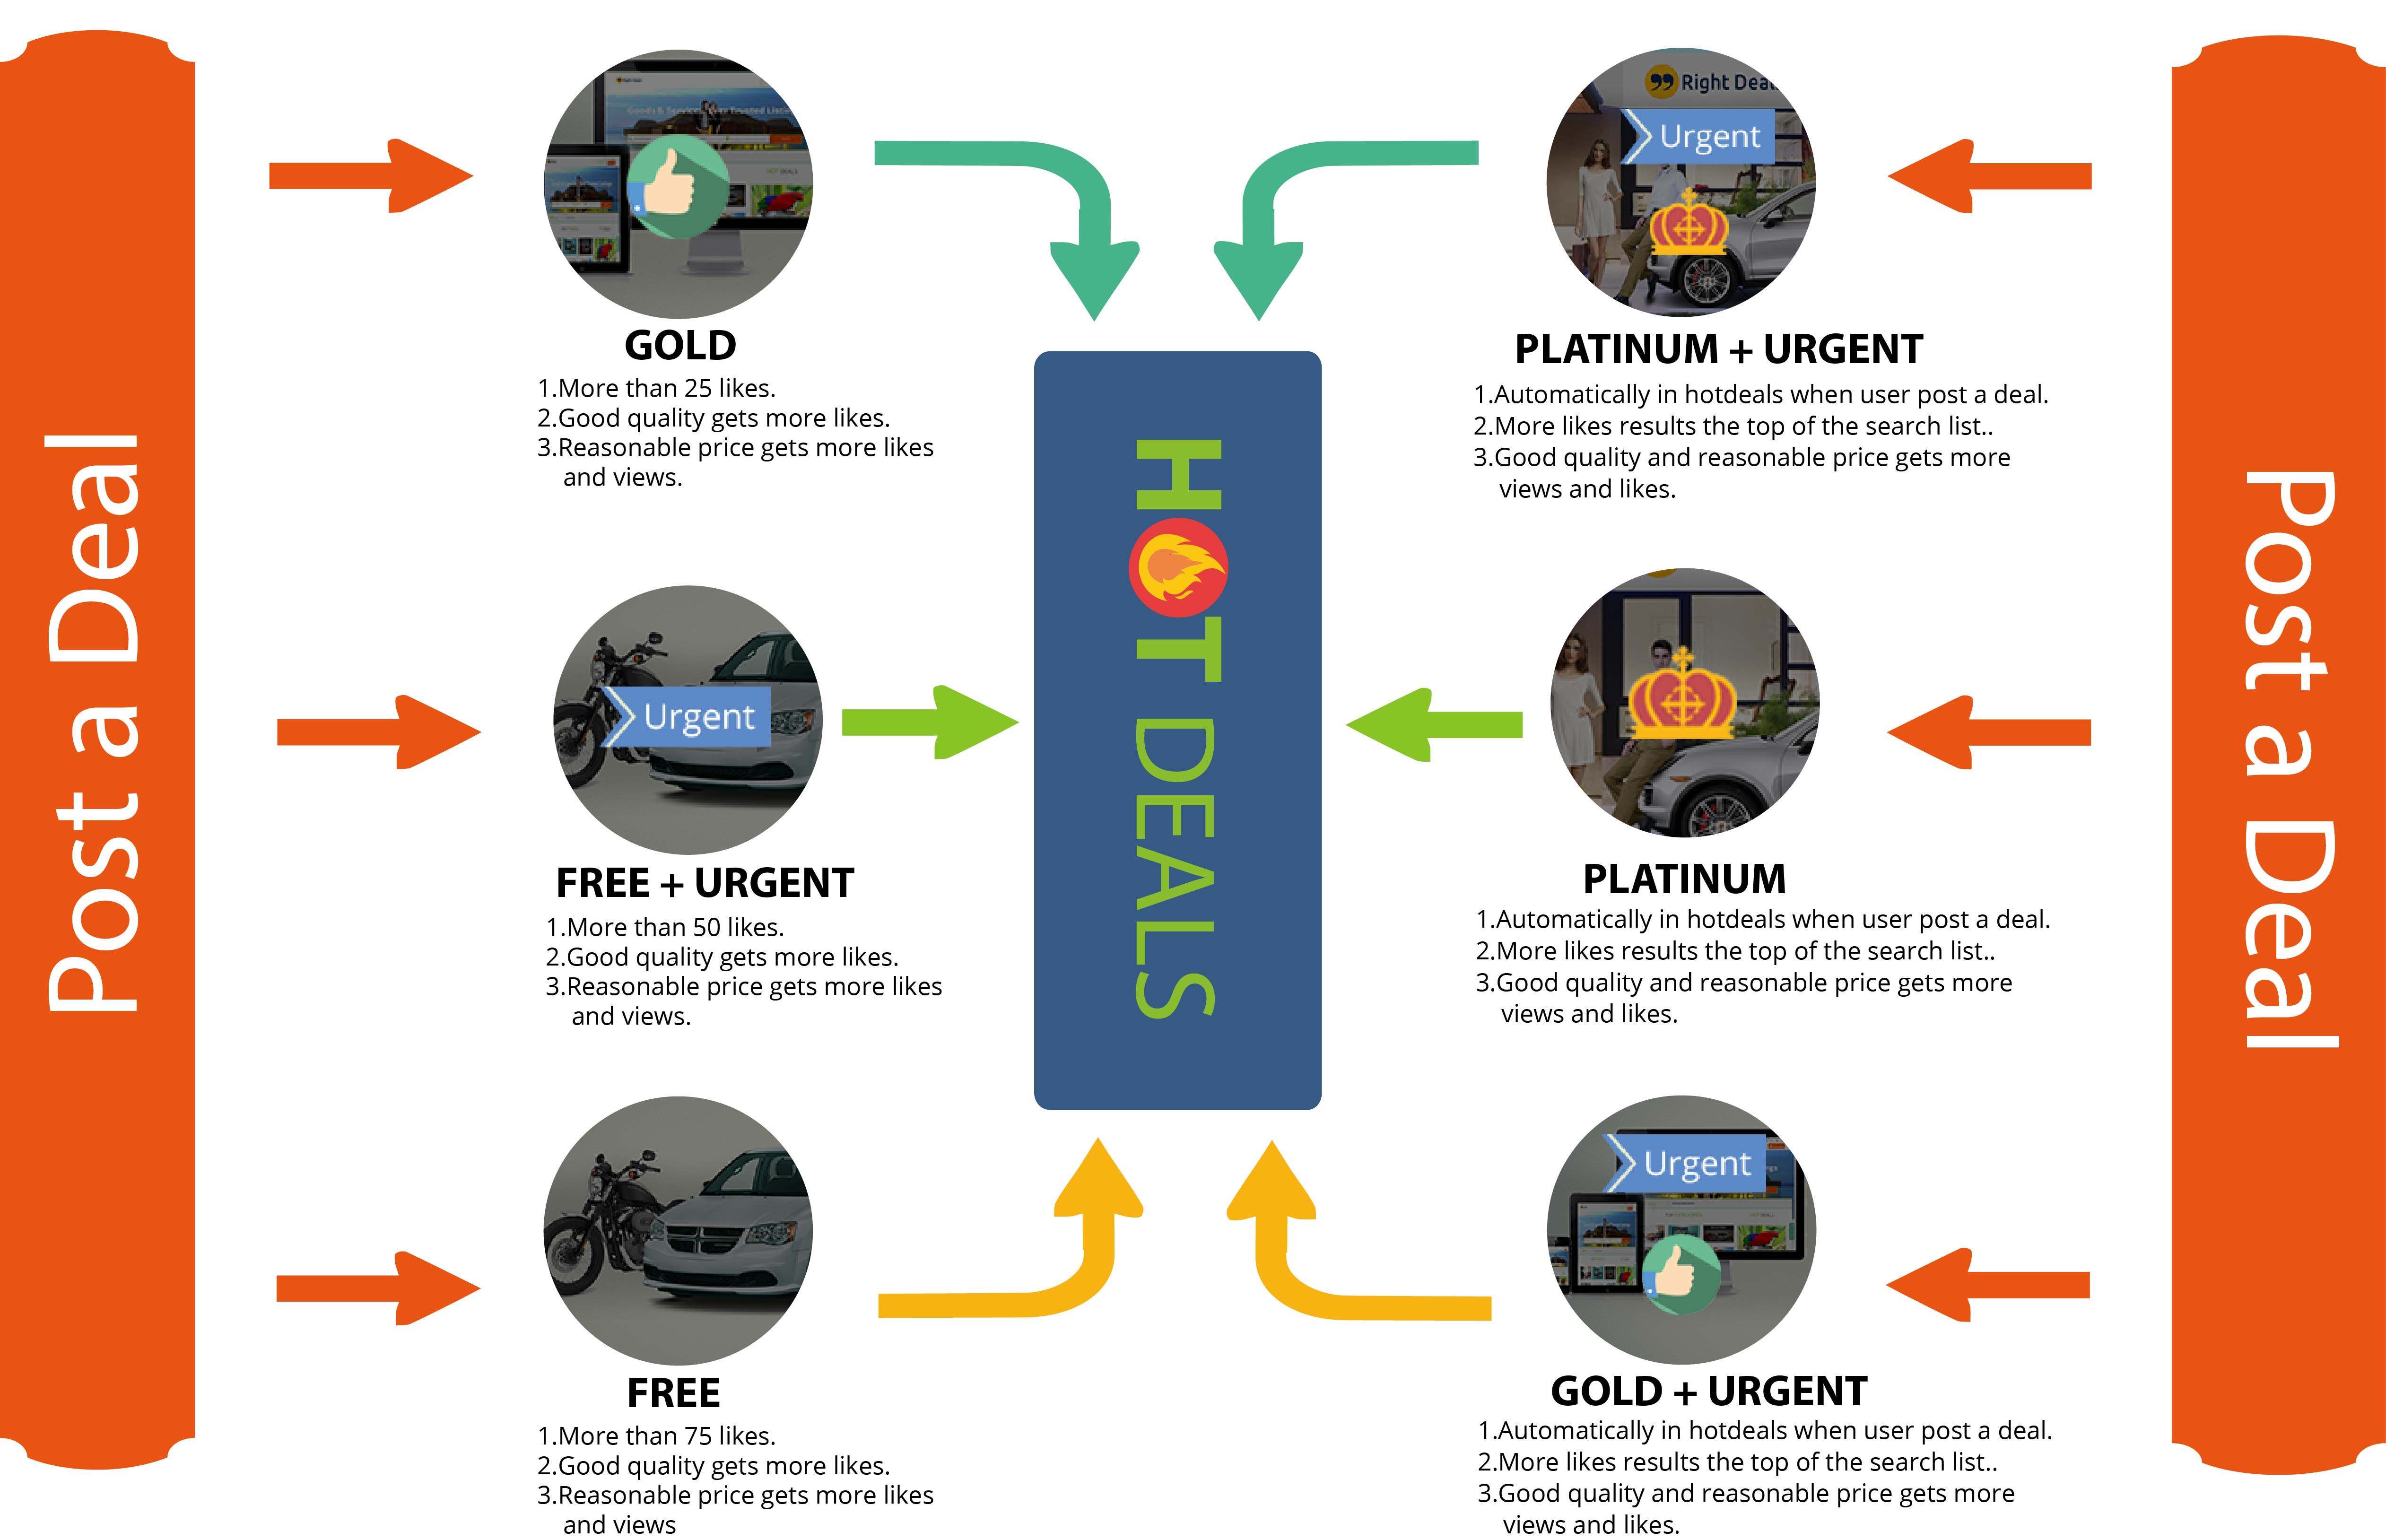 Post a Deal
GOLD
1.More than 25 likes.
2.Good quality gets more likes.
3.Reasonable price gets more likes
and views.
Urgent
FREE + URGENT
1.More than 50 likes.
2.Good quality gets more likes.
3.Reasonable price gets more likes
and views.
FREE
1.More than 75 likes.
2.Good quality gets more likes.
3.Reasonable price gets more likes
and views
HOT DEALS
Right Deal
Urgent
PLATINUM + URGENT
1.Automatically in hotdeals when user post a deal.
2.More likes results the top of the search list..
3.Good quality and reasonable price gets more
views and likes.
PLATINUM
1.Automatically in hotdeals when user post a deal.
2.More likes results the top of the search list..
3.Good quality and reasonable price gets more
views and likes.
Urgent
GOLD + URGENT
1.Automatically in hotdeals when user post a deal.
2.More likes results the top of the search list..
3.Good quality and reasonable price gets more
views and likes.
Post a Deal